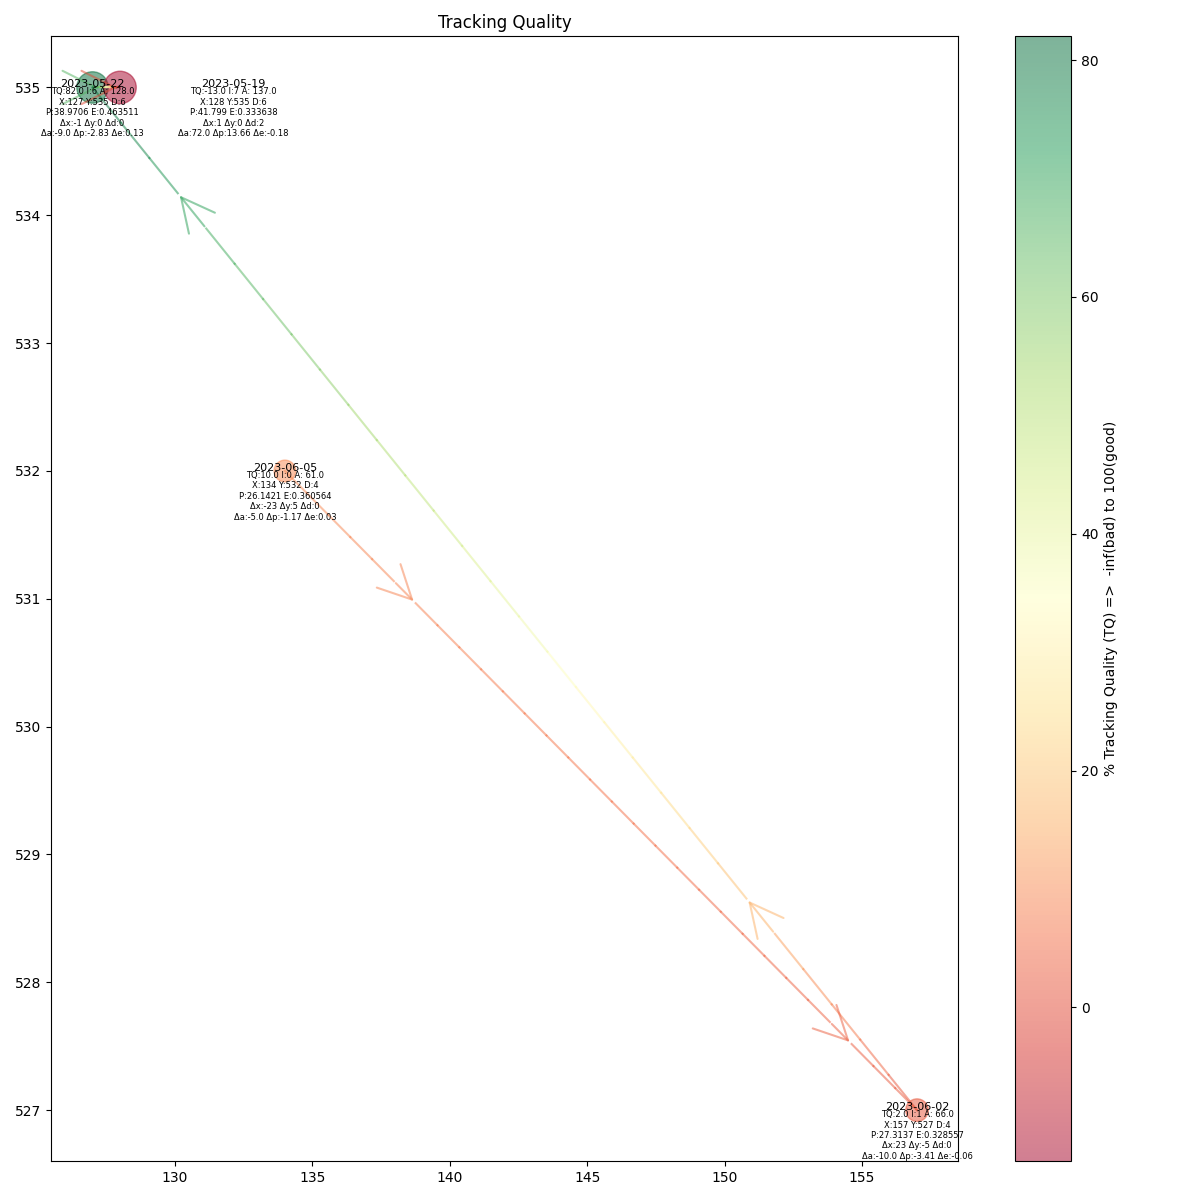 Tracking Quality
2023-05-22
TQ:82.0 I:6 A: 128.0
X:127 Y:535 D:6
P:38.9706 E:0.463511
Δx:-1 Δy:0 Δd:0
Δa:-9.0 Δp:-2.83 Δe:0.13
2023-05-19
TQ:-13.0 I:7 A: 137.0
X:128 Y:535 D:6
P:41.799 E:0.333638
Δx:1 Δy:0 Δd:2
Δa:72.0 Δp:13.66 Δe:-0.18
2023-06-05
TQ:10.0 I:0 A: 61.0
X:134 Y:532 D:4
P:26.1421 E:0.360564
Δx:-23 Δy:5 Δd:0
Δa:-5.0 Δp:-1.17 Δe:0.03
2023-06-02
TQ:2.0 I:1 A: 66.0
X:157 Y:527 D:4
P:27.3137 E:0.328557
Δx:23 Δy:-5 Δd:0
Δa:-10.0 Δp:-3.41 Δe:-0.06
535
534
533
532
531
530
529
528
527
130
135
140
145
150
155
80
60
40
20
0
% Tracking Quality (TQ) =>  -inf(bad) to 100(good)